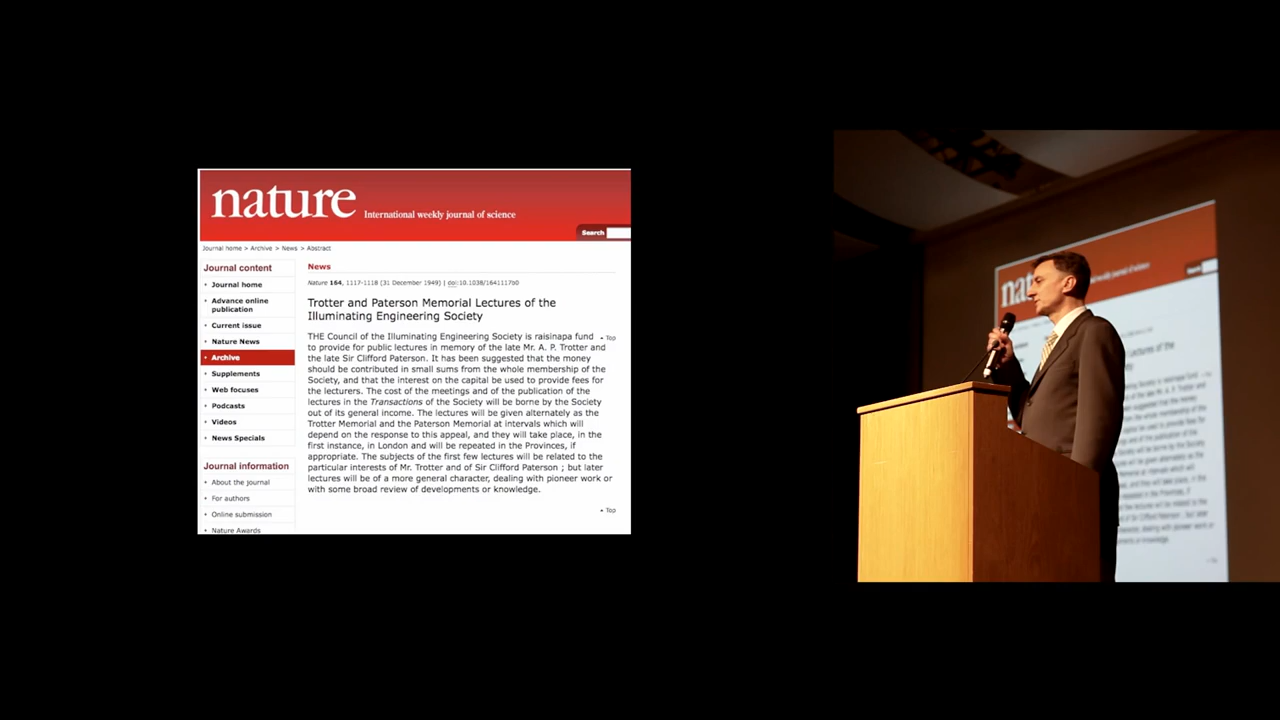 nature International weekly journal of science
Search
Journal home > Archive > News > Abstract
Journal content
Journal home
Advance online
publication
Current issue
Nature News
Archive
Supplements
Web focuses
Podcasts
Videos
News Specials
Journal information
About the journal
For authors
Online submission
Nature Awards
News
Nature 164, 1117-1118 (31 December 1949) | doi:10.1038/1641117b0
Trotter and Paterson Memorial Lectures of the
Illuminating Engineering Society
THE Council of the Illuminating Engineering Society is raisinapa fund
Top
to provide for public lectures in memory of the late Mr. A. P. Trotter and
the late Sir Clifford Paterson. It has been suggested that the money
should be contributed in small sums from the whole membership of the
Society, and that the interest on the capital be used to provide fees for
the lecturers. The cost of the meetings and of the publication of the
lectures in the Transactions of the Society will be borne by the Society
out of its general income. The lectures will be given alternately as the
Trotter Memorial and the Paterson Memorial at intervals which will
depend on the response to this appeal, and they will take place, in the
first instance, in London and will be repeated in the Provinces, if
appropriate. The subjects of the first few lectures will be related to the
particular interests of Mr. Trotter and of Sir Clifford Paterson ; but later
lectures will be of a more general character, dealing with pioneer work or
with some broad review of developments or knowledge.
Top